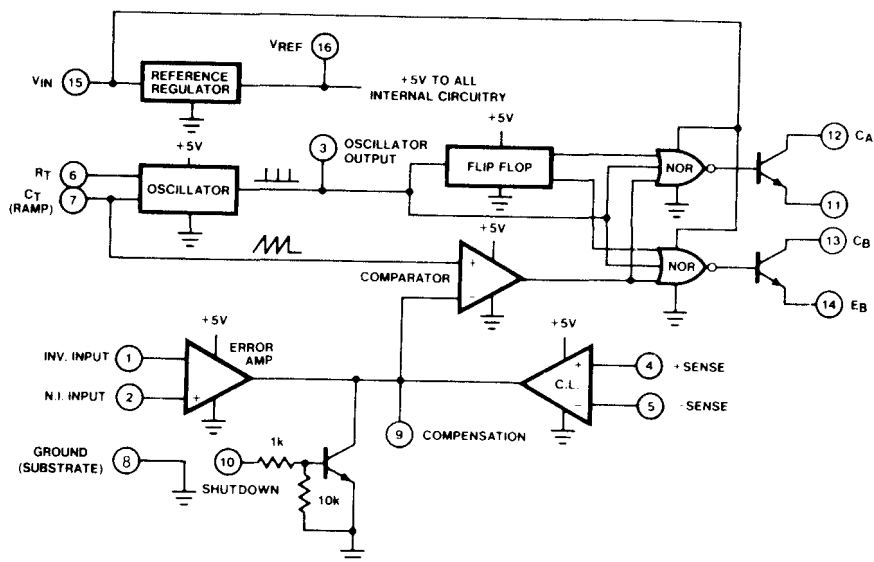 VREF 16
VIN 15
REFERENCE
REGULATOR
+5V TO ALL
INTERNAL CIRCUITRY
+5V
3 OSCILLATOR
OUTPUT
+5V
FLIP FLOP
RT 6
CT 7
(RAMP)
OSCILLATOR
NOR
12 CA
11
+5V
COMPARATOR
+
−
NOR
13 CB
14 EB
+5V
ERROR
AMP
INV. INPUT 1
−
N.I. INPUT 2
+
+5V
C.L.
+
−
4 +SENSE
5 -SENSE
9 COMPENSATION
GROUND
(SUBSTRATE) 8
10
SHUTDOWN
1k
10k